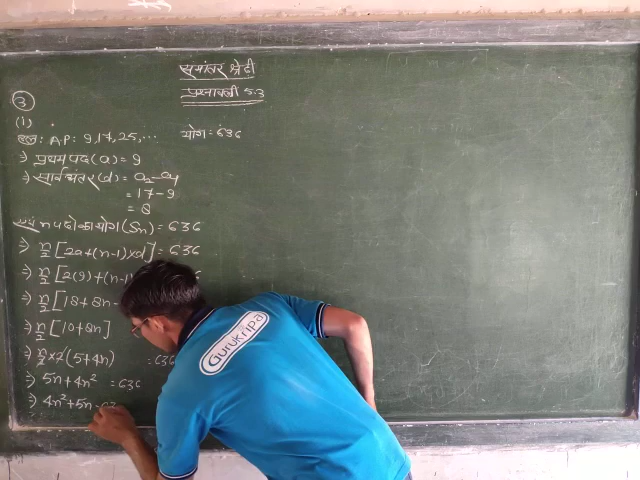 समांतर श्रेढी
प्रश्नावली 5.3
③
(i)
हल: AP: 9,17,25,... योग = 636
⇒ प्रथम पद (a) = 9
⇒ सार्व अंतर (d) = a₂-a₁
= 17-9
= 8
n पदों का योग (Sn) = 636
⇒ n/2 [2a+(n-1)xd] = 636
⇒ n/2 [2(9)+(n-1)
⇒ n/2 [18+8n-
⇒ n/2 [10+8n]
⇒ n/2 x 2 (5+4n) = 636
⇒ 5n+4n² = 636
⇒ 4n²+5n
Gurukripa